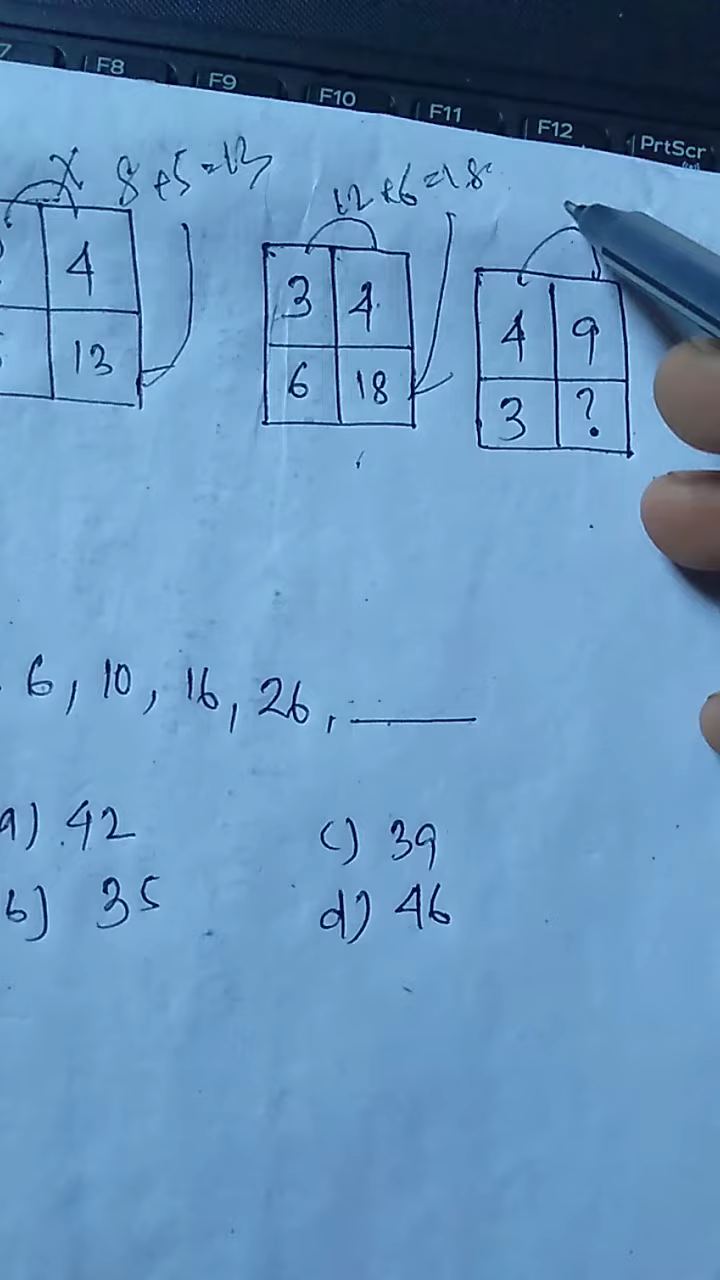 F8 F9 F10 F11 F12 PrtScr
x 8+5=13 12+6=18
4 3 4 4 9
13 6 18 3 ?
6, 10, 16, 26, ____
a) 42 c) 39
b) 35 d) 46